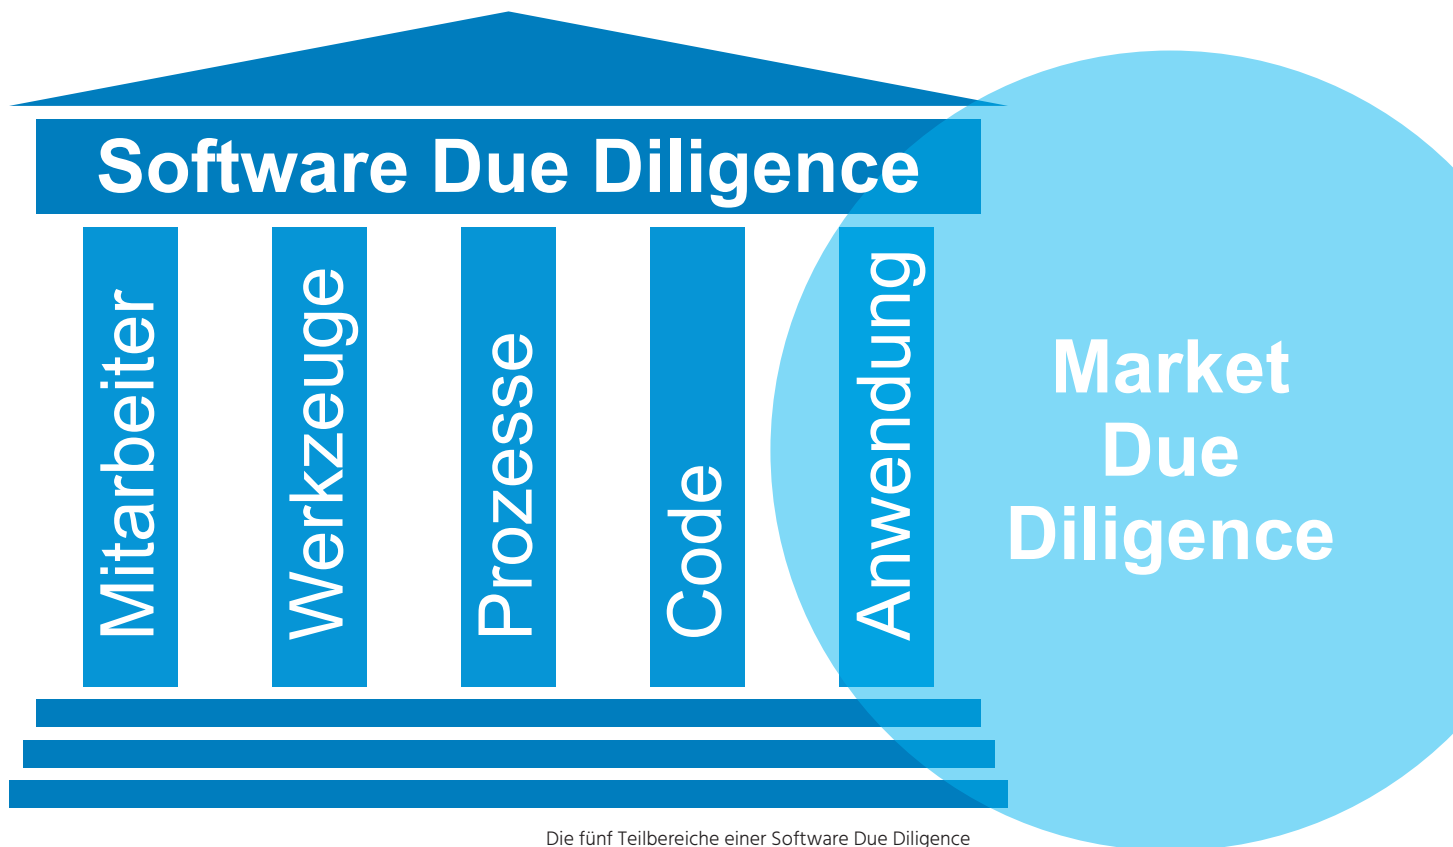 Software Due Diligence
Mitarbeiter
Werkzeuge
Prozesse
Code
Anwendung
Market
Due
Diligence
Die fünf Teilbereiche einer Software Due Diligence